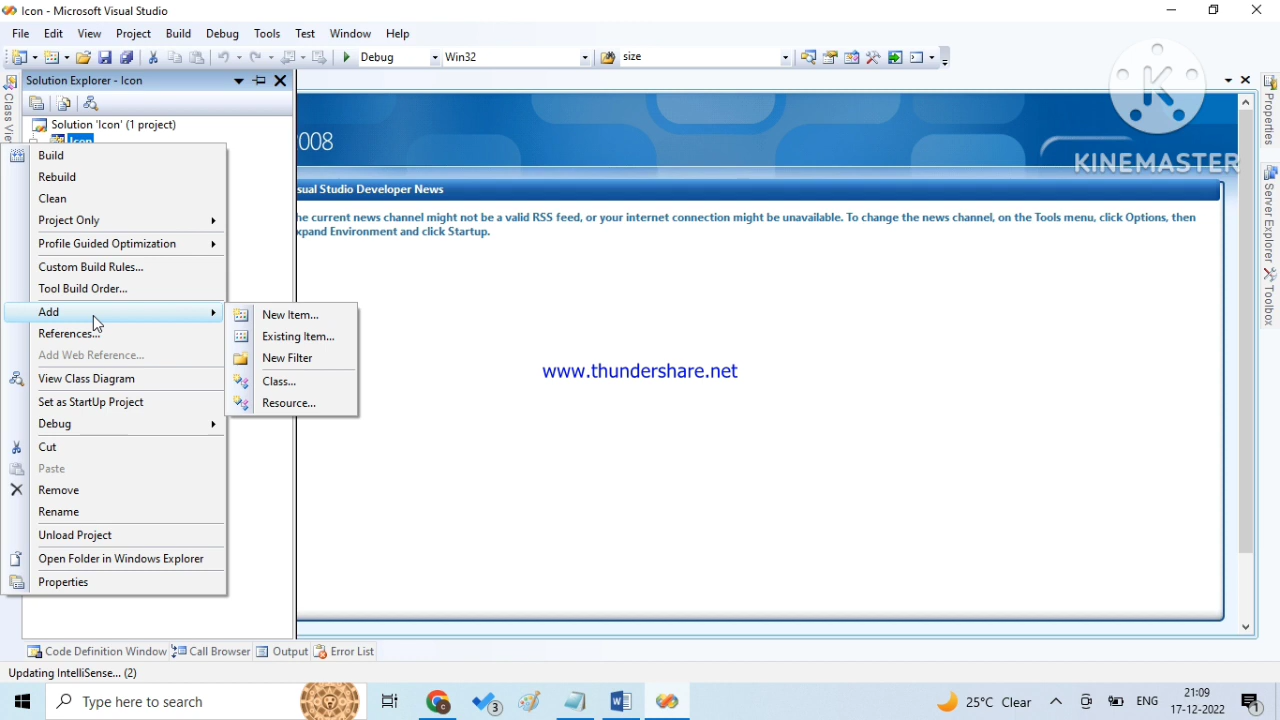 Icon - Microsoft Visual Studio
File Edit View Project Build Debug Tools Test Window Help
Debug Win32 size
Solution Explorer - Icon
Class Vie
Solution 'Icon' (1 project)
Icon
Build
Rebuild
Clean
Project Only
Profile Guided Optimization
Custom Build Rules...
Tool Build Order...
Add
References...
Add Web Reference...
View Class Diagram
Set as StartUp Project
Debug
Cut
Paste
Remove
Rename
Unload Project
Open Folder in Windows Explorer
Properties
New Item...
Existing Item...
New Filter
Class...
Resource...
2008
KINEMASTER
sual Studio Developer News
he current news channel might not be a valid RSS feed, or your internet connection might be unavailable. To change the news channel, on the Tools menu, click Options, then
xpand Environment and click Startup.
www.thundershare.net
Properties
Server Explorer
Toolbox
Code Definition Window Call Browser Output Error List
Updating IntelliSense... (2)
Type here to search
3
25°C Clear
ENG
21:09
17-12-2022
1